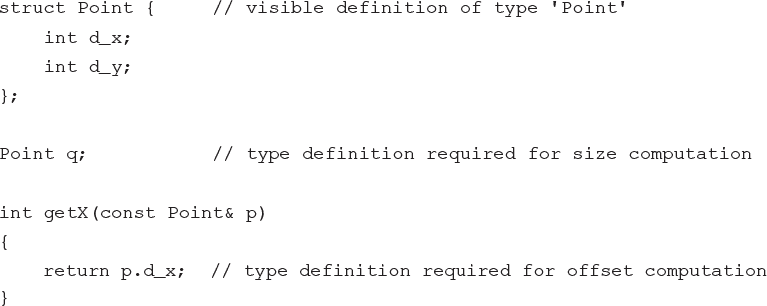 struct Point {     // visible definition of type 'Point'
    int d_x;
    int d_y;
};
Point q;           // type definition required for size computation
int getX(const Point& p)
{
    return p.d_x;  // type definition required for offset computation
}